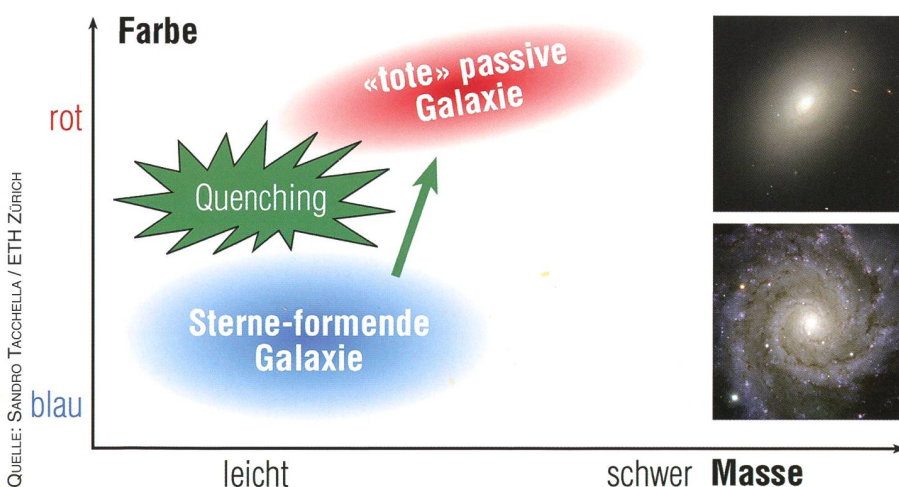 Farbe
rot
«tote» passive
Galaxie
Quenching
Sterne-formende
Galaxie
blau
leicht
schwer
Masse
QUELLE: SANDRO TACCHELLA / ETH ZÜRICH